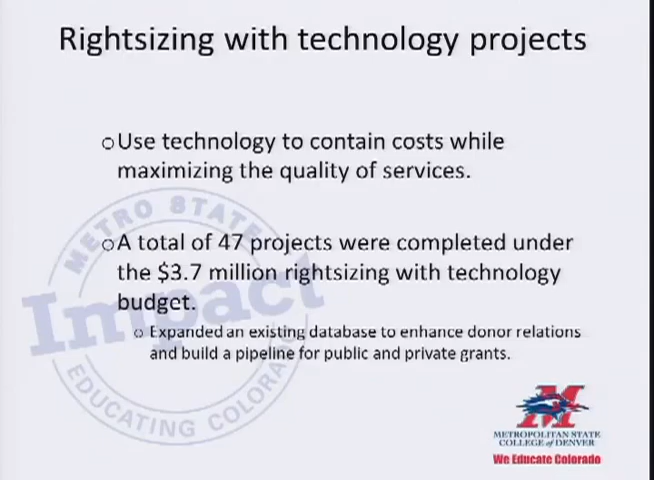 Rightsizing with technology projects
Use technology to contain costs while
maximizing the quality of services.
A total of 47 projects were completed under
the $3.7 million rightsizing with technology
budget.
Expanded an existing database to enhance donor relations
and build a pipeline for public and private grants.
METRO STATE
Impact
EDUCATING COLORADO
METROPOLITAN STATE
COLLEGE of DENVER
We Educate Colorado